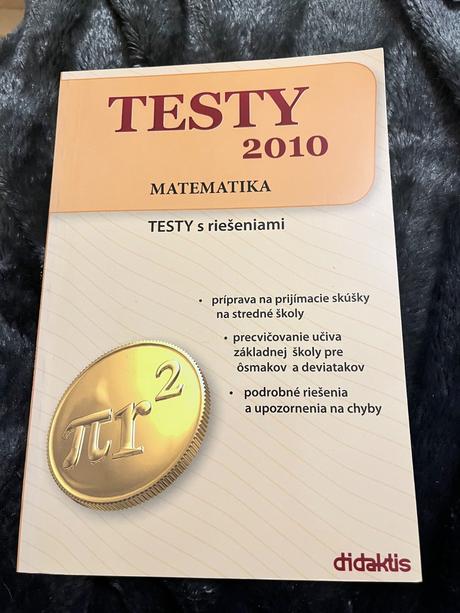 TESTY
2010
MATEMATIKA
TESTY s riešeniami
• príprava na prijímacie skúšky
na stredné školy
• precvičovanie učiva
základnej školy pre
ôsmakov a deviatakov
• podrobné riešenia
a upozornenia na chyby
πr²
didaktis